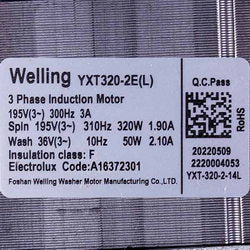 Welling YXT320-2E(L)
Q.C.Pass
3 Phase Induction Motor
195V(3~) 300Hz 3A
Spin 195V(3~) 310Hz 320W 1.90A
Wash 36V(3~) 10Hz 50W 2.10A
Insulation class: F
Electrolux Code: A16372301
Foshan Welling Washer Motor Manufacturing Co.,LTD.
RoHS
20220509
2220004053
YXT-320-2-14L